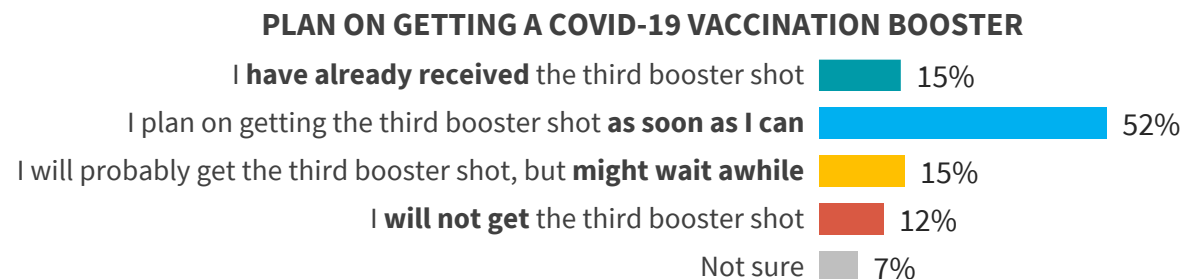 PLAN ON GETTING A COVID-19 VACCINATION BOOSTER
I have already received the third booster shot 15%
I plan on getting the third booster shot as soon as I can 52%
I will probably get the third booster shot, but might wait awhile 15%
I will not get the third booster shot 12%
Not sure 7%